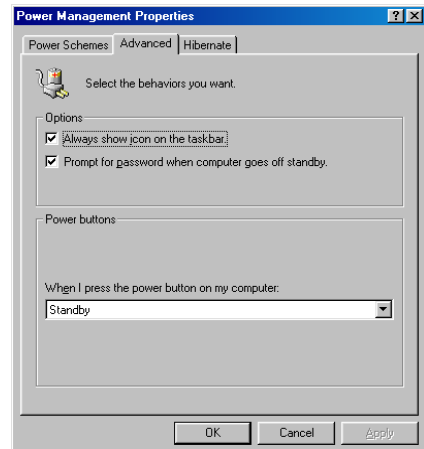 Power Management Properties
Power Schemes Advanced Hibernate
Select the behaviors you want.
Options
Always show icon on the taskbar.
Prompt for password when computer goes off standby.
Power buttons
When I press the power button on my computer:
Standby
OK Cancel Apply